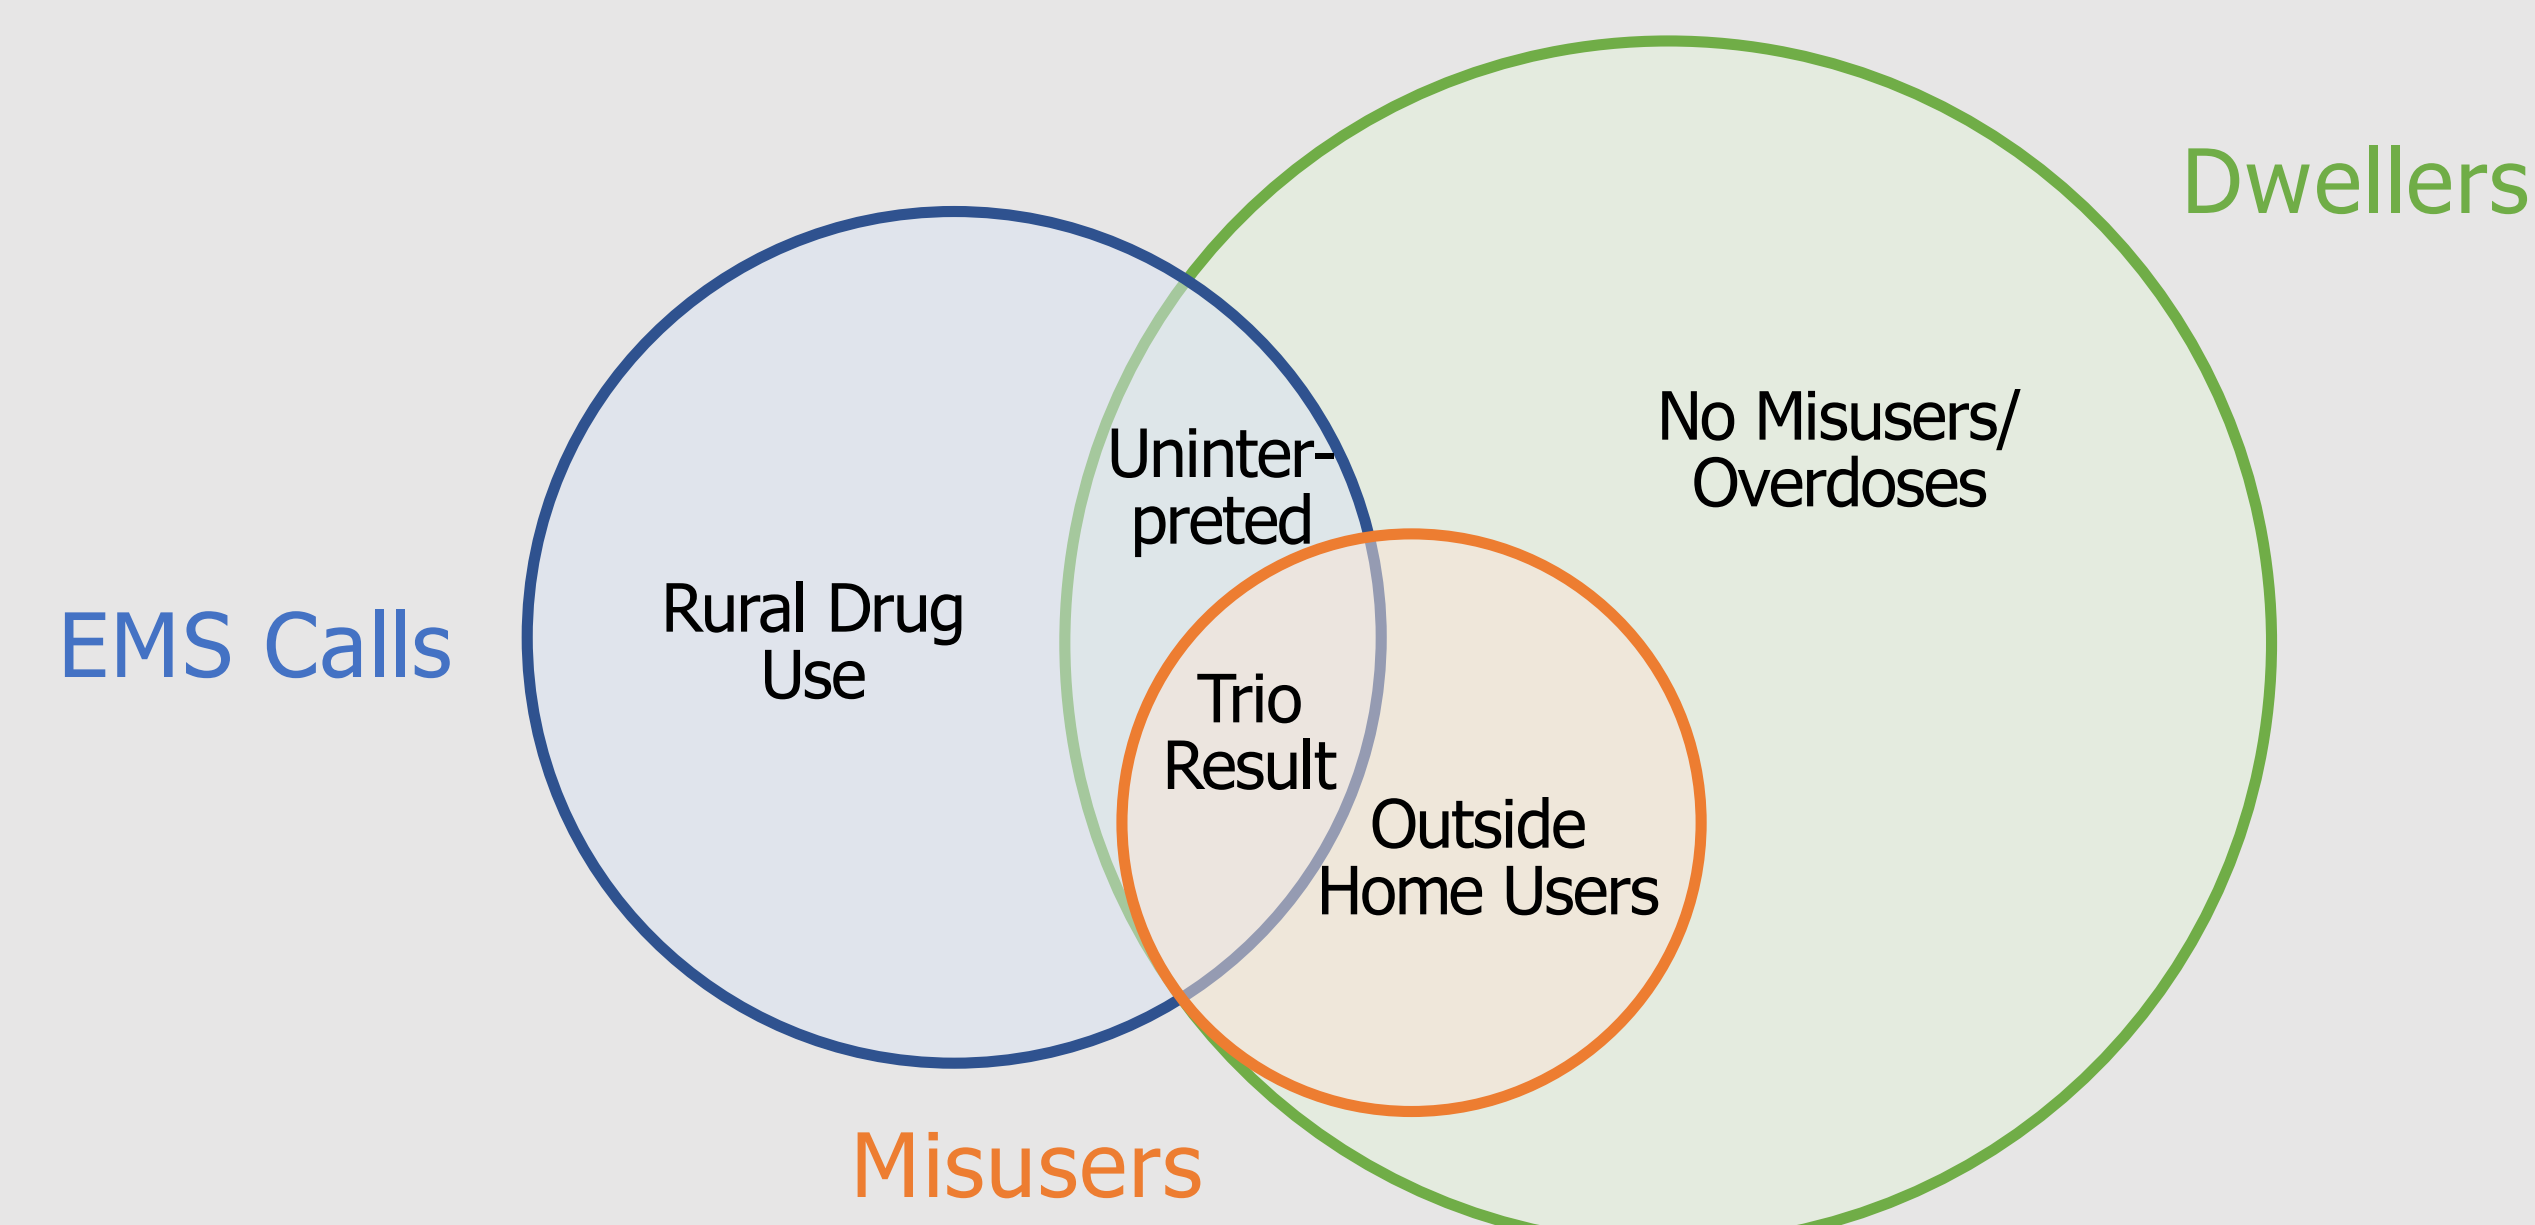 Dwellers
No Misusers/
Overdoses
Uninter-
preted
Rural Drug
Use
EMS Calls
Trio
Result
Outside
Home Users
Misusers